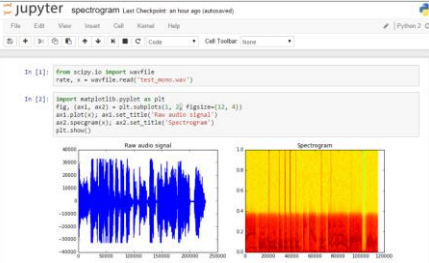 jupyter spectrogram Last Checkpoint: an hour ago (autosaved)
File Edit View Insert Cell Kernel Help Python 2
Code Cell Toolbar: None
In [1]: from scipy.io import wavfile
rate, x = wavfile.read('test_mono.wav')
In [2]: import matplotlib.pyplot as plt
fig, (ax1, ax2) = plt.subplots(1, 2, figsize=(12, 4))
ax1.plot(x); ax1.set_title('Raw audio signal')
ax2.specgram(x); ax2.set_title('Spectrogram')
plt.show()
Raw audio signal Spectrogram
40000 1.0
30000
20000 0.8
10000 0.6
0
-10000 0.4
-20000 0.2
-30000
-40000 0.0
0 50000 100000 150000 200000 250000 0 20000 40000 60000 80000 100000 120000